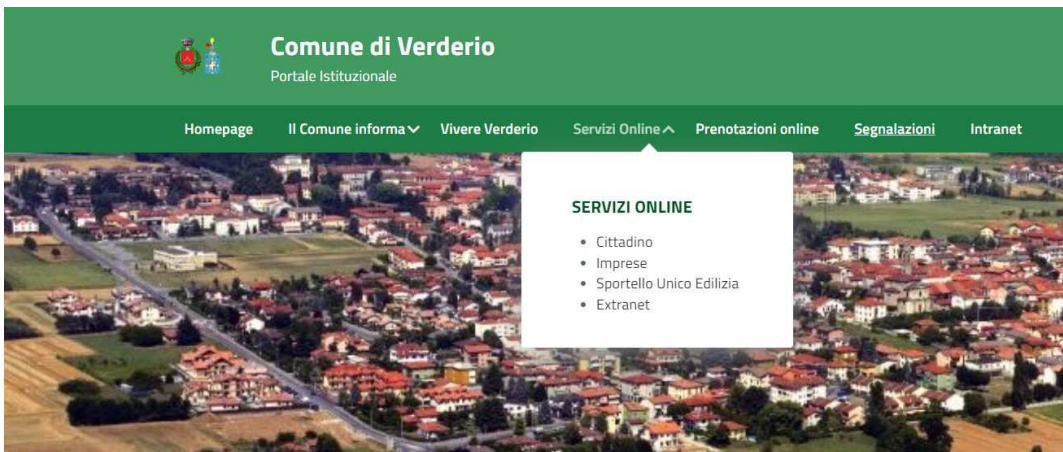 Comune di Verderio
Portale Istituzionale
Homepage Il Comune informa Vivere Verderio Servizi Online Prenotazioni online Segnalazioni Intranet
SERVIZI ONLINE
• Cittadino
• Imprese
• Sportello Unico Edilizia
• Extranet